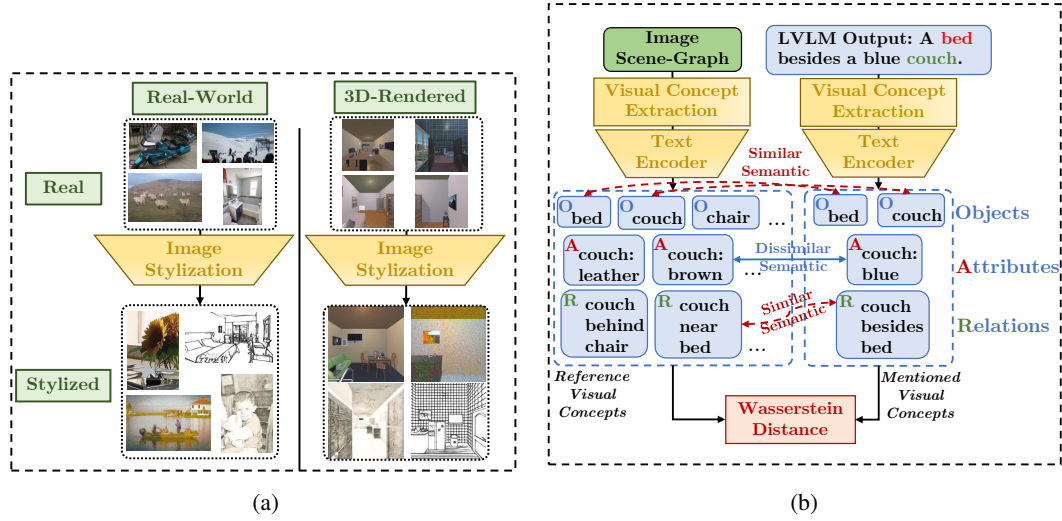 Real-World
3D-Rendered
Real
Image
Stylization
Image
Stylization
Stylized
(a)
Image
Scene-Graph
LVLM Output: A bed
besides a blue couch.
Visual Concept
Extraction
Visual Concept
Extraction
Text
Encoder
Text
Encoder
Similar
Semantic
O
bed
O
couch
O
chair
...
O
bed
O
couch
Objects
A
couch:
leather
A
couch:
brown
...
Dissimilar
Semantic
A
couch:
blue
Attributes
R
couch
behind
chair
R
couch
near
bed
...
Similar
Semantic
R
couch
besides
bed
Relations
Reference
Visual
Concepts
Mentioned
Visual
Concepts
Wasserstein
Distance
(b)